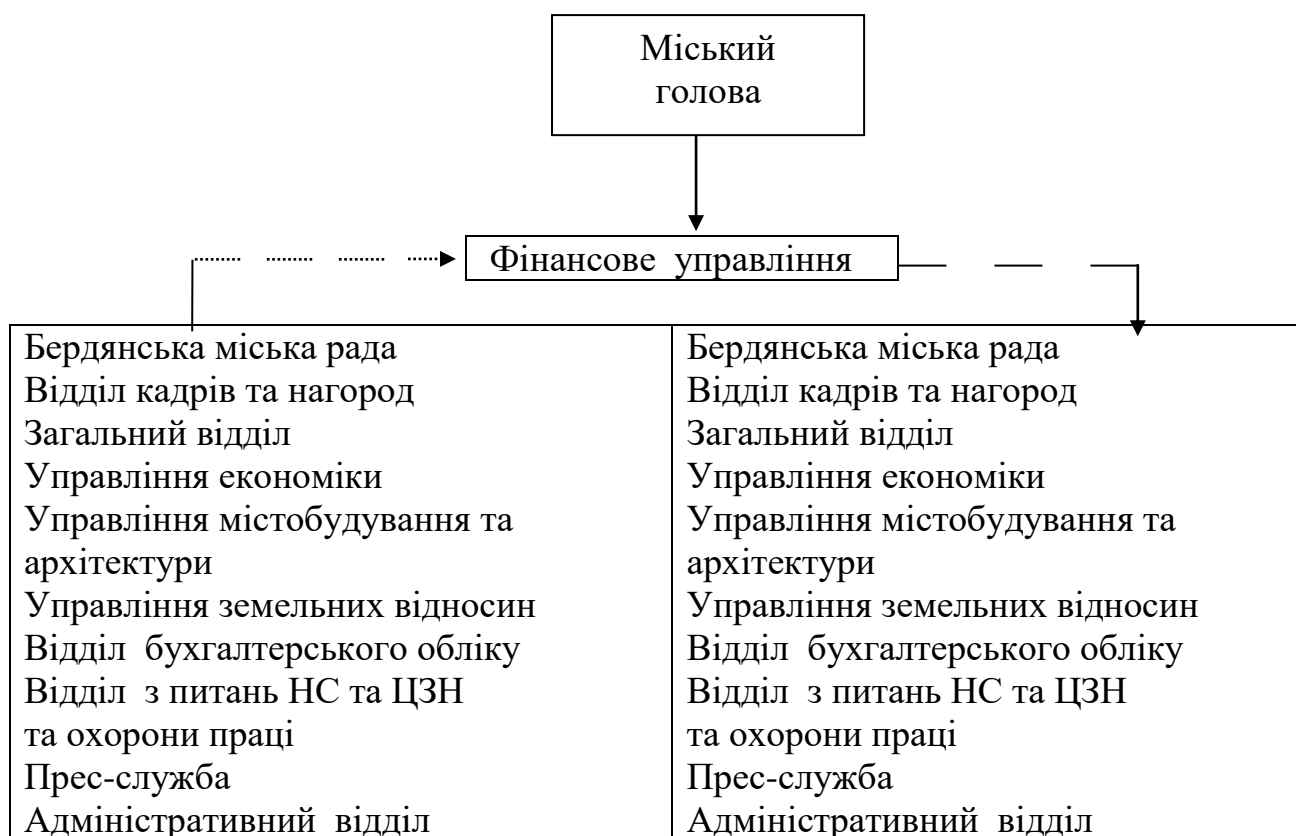 Міський
голова
Фінансове управління
Бердянська міська рада
Відділ кадрів та нагород
Загальний відділ
Управління економіки
Управління містобудування та
архітектури
Управління земельних відносин
Відділ бухгалтерського обліку
Відділ з питань НС та ЦЗН
та охорони праці
Прес-служба
Адміністративний відділ
Бердянська міська рада
Відділ кадрів та нагород
Загальний відділ
Управління економіки
Управління містобудування та
архітектури
Управління земельних відносин
Відділ бухгалтерського обліку
Відділ з питань НС та ЦЗН
та охорони праці
Прес-служба
Адміністративний відділ